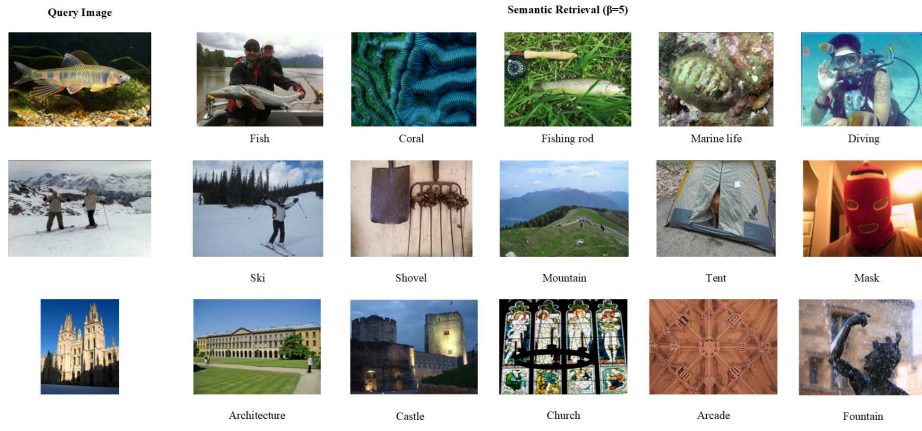 Query Image
Semantic Retrieval (β=5)
Fish
Coral
Fishing rod
Marine life
Diving
Ski
Shovel
Mountain
Tent
Mask
Architecture
Castle
Church
Arcade
Fountain